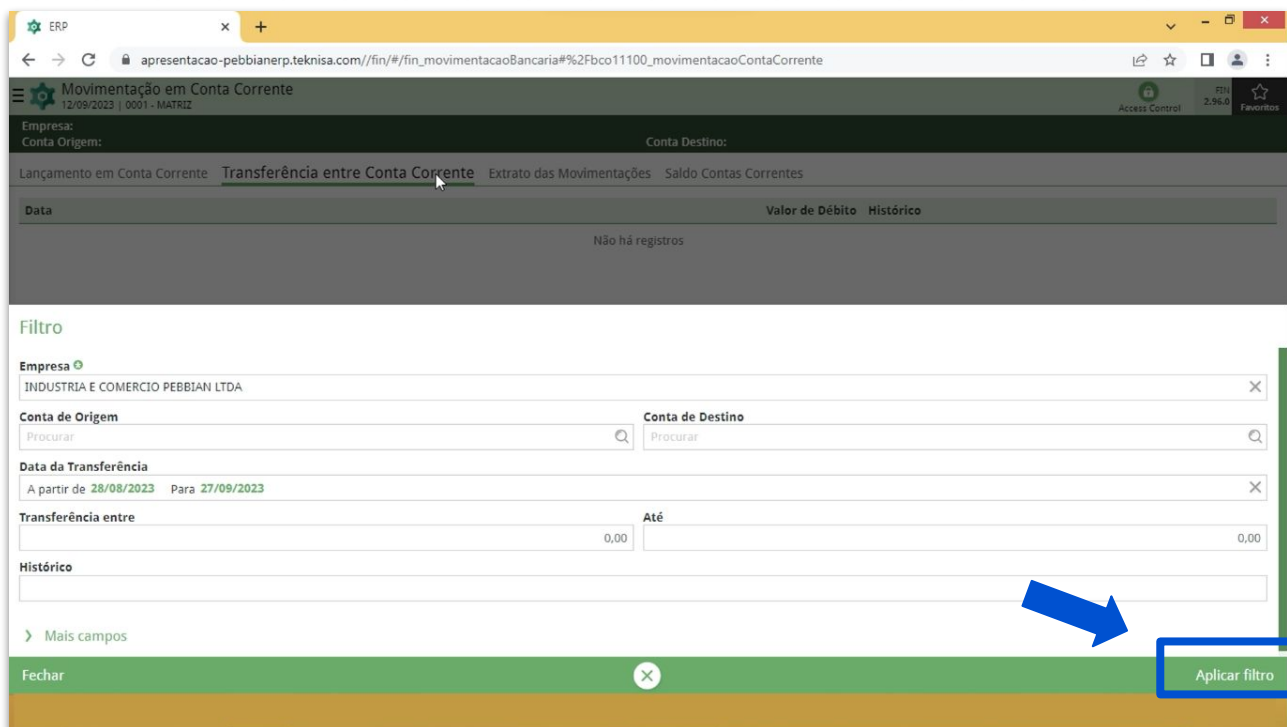 ERP
apresentacao-pebbianerp.teknisa.com//fin/#/fin_movimentacaoBancaria#%2Fbco11100_movimentacaoContaCorrente
Movimentação em Conta Corrente
12/09/2023 | 0001 - MATRIZ
Access Control
FIN
2.96.0
Favoritos
Empresa:
Conta Origem: Conta Destino:
Lançamento em Conta Corrente Transferência entre Conta Corrente Extrato das Movimentações Saldo Contas Correntes
Data Valor de Débito Histórico
Não há registros
Filtro
Empresa
INDUSTRIA E COMERCIO PEBBIAN LTDA
Conta de Origem Conta de Destino
Procurar Procurar
Data da Transferência
A partir de 28/08/2023 Para 27/09/2023
Transferência entre Até
0,00 0,00
Histórico
Mais campos
Fechar Aplicar filtro